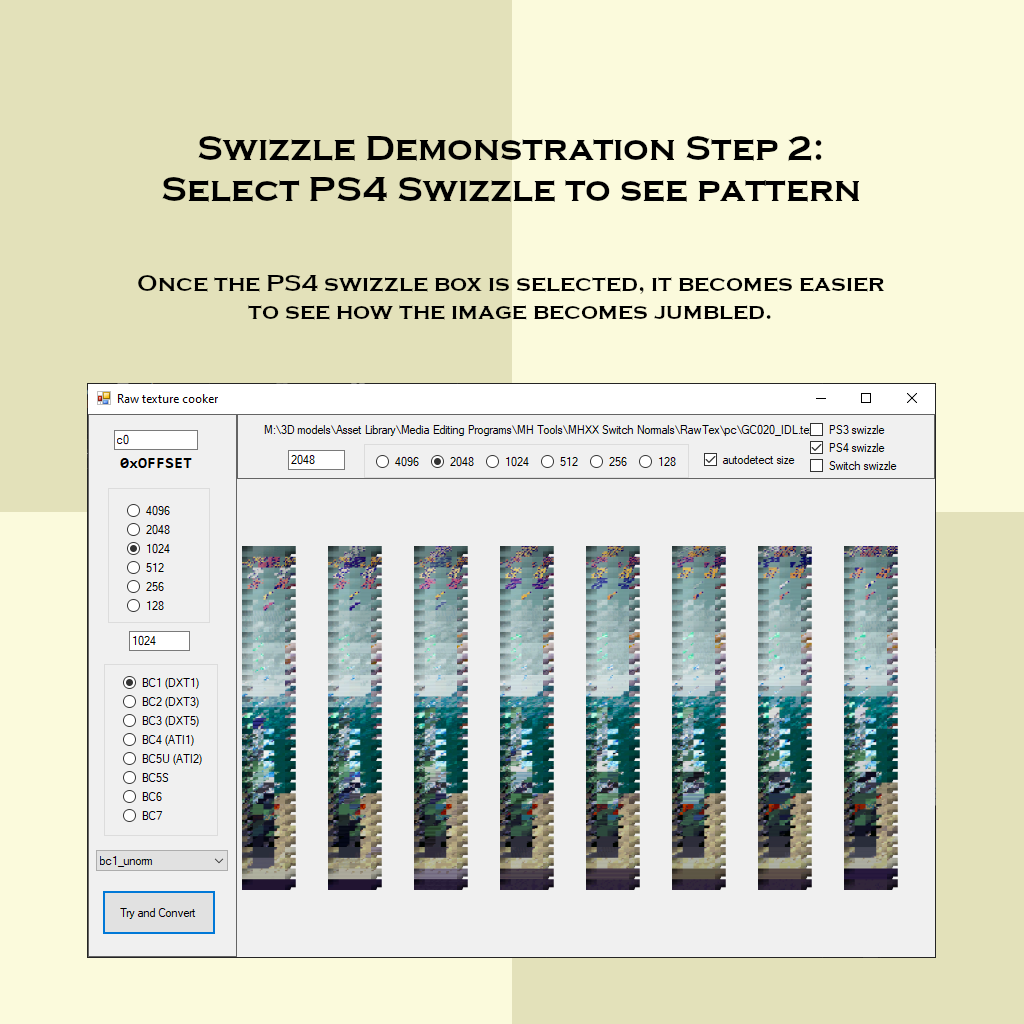 Swizzle Demonstration Step 2:
Select PS4 Swizzle to see pattern
Once the PS4 swizzle box is selected, it becomes easier
to see how the image becomes jumbled.
Raw texture cooker
c0
0xOFFSET
4096
2048
1024
512
256
128
1024
BC1 (DXT1)
BC2 (DXT3)
BC3 (DXT5)
BC4 (ATI1)
BC5U (ATI2)
BC5S
BC6
BC7
bc1_unorm
Try and Convert
M:\3D models\Asset Library\Media Editing Programs\MH Tools\MHXX Switch Normals\RawTex\pc\GC020_IDL.te
2048
4096 2048 1024 512 256 128
autodetect size
PS3 swizzle
PS4 swizzle
Switch swizzle